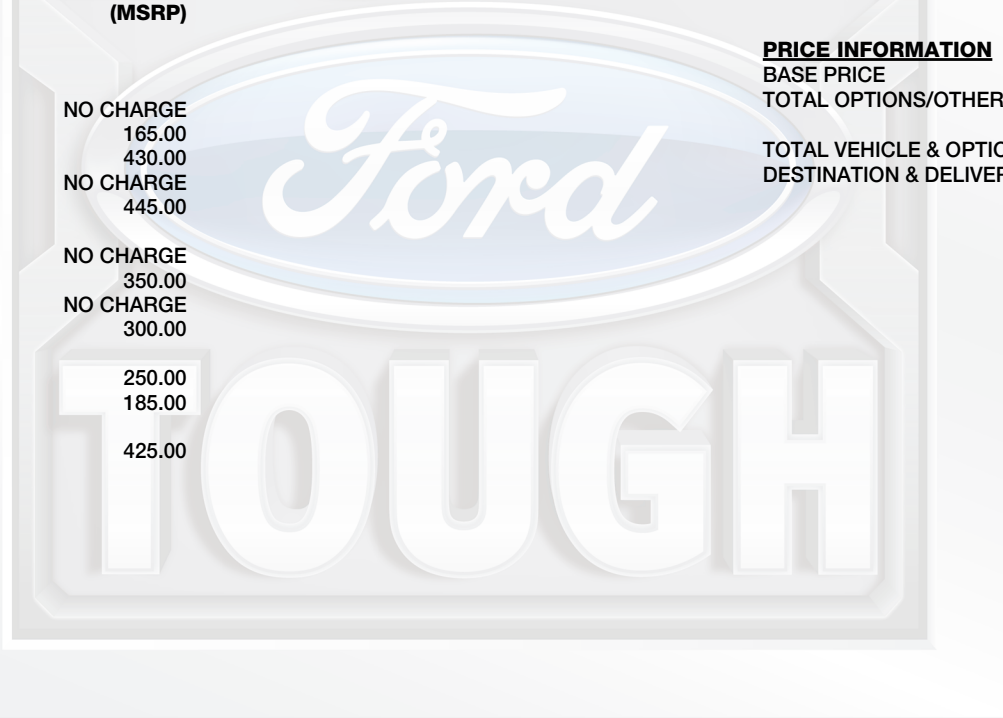 (MSRP)
NO CHARGE
165.00
430.00
NO CHARGE
445.00
NO CHARGE
350.00
NO CHARGE
300.00
250.00
185.00
425.00
PRICE INFORMATION
BASE PRICE
TOTAL OPTIONS/OTHER
TOTAL VEHICLE & OPTIO
DESTINATION & DELIVER
Ford
TOUGH